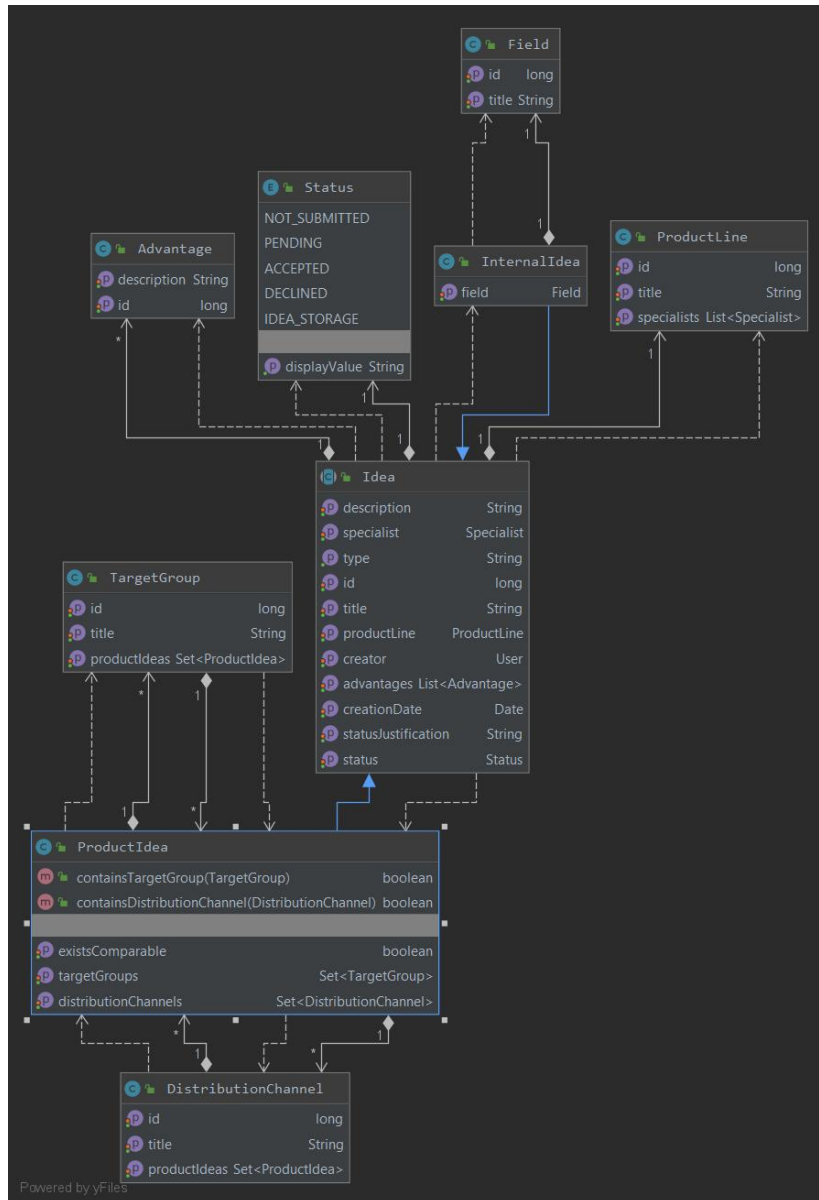 Field
id long
title String
1
1
Status
NOT_SUBMITTED
PENDING
ACCEPTED
DECLINED
IDEA_STORAGE
displayValue String
Advantage
description String
id long
InternalIdea
field Field
ProductLine
id long
title String
specialists List<Specialist>
*
1
1
1
1
1
1
Idea
description String
specialist Specialist
type String
id long
title String
productLine ProductLine
creator User
advantages List<Advantage>
creationDate Date
statusJustification String
status Status
TargetGroup
id long
title String
productIdeas Set<ProductIdea>
*
1
1
*
ProductIdea
containsTargetGroup(TargetGroup) boolean
containsDistributionChannel(DistributionChannel) boolean
existsComparable boolean
targetGroups Set<TargetGroup>
distributionChannels Set<DistributionChannel>
*
1
1
*
DistributionChannel
id long
title String
productIdeas Set<ProductIdea>
Powered by yFiles